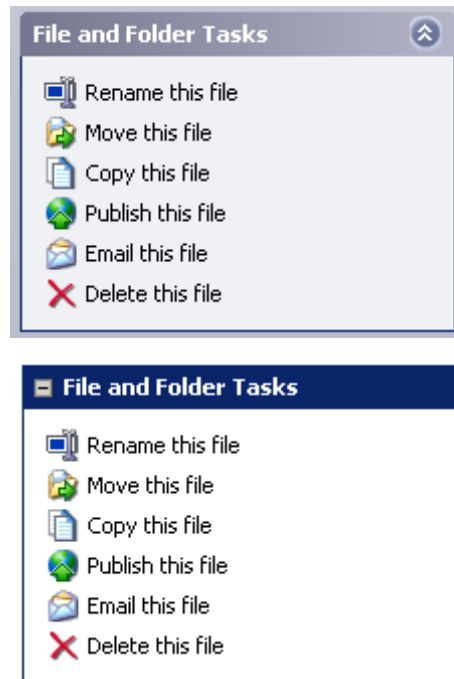 File and Folder Tasks
Rename this file
Move this file
Copy this file
Publish this file
Email this file
Delete this file
File and Folder Tasks
Rename this file
Move this file
Copy this file
Publish this file
Email this file
Delete this file